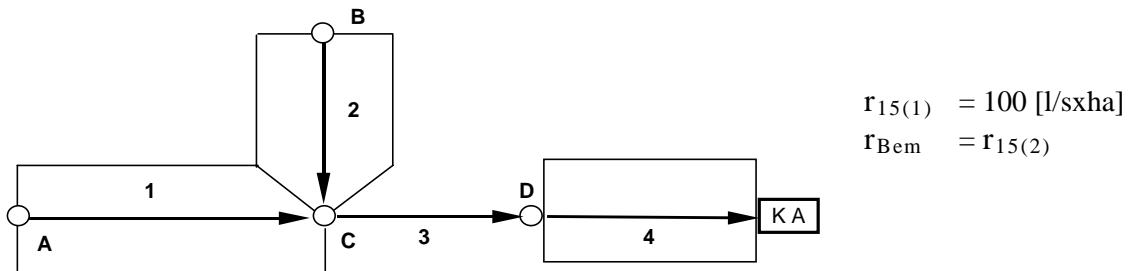 B
2
r15(1) = 100 [l/sxha]
rBem = r15(2)
1
D
A
C
3
4
K A